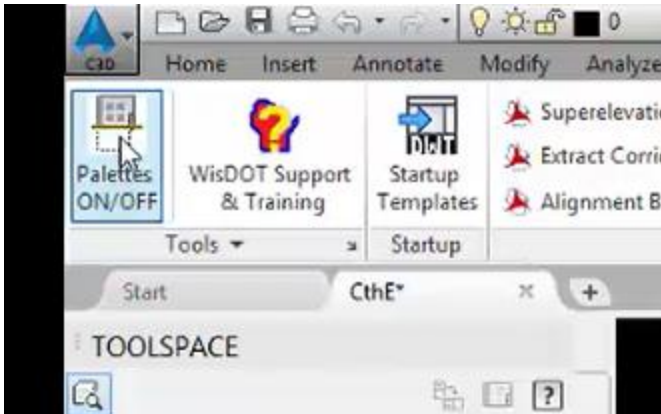 0
C3D
Home Insert Annotate Modify Analyze
Palettes ON/OFF
WisDOT Support & Training
DWT
Startup Templates
Superelevati
Extract Corri
Alignment B
Tools
Startup
Start
CthE*
TOOLSPACE
?